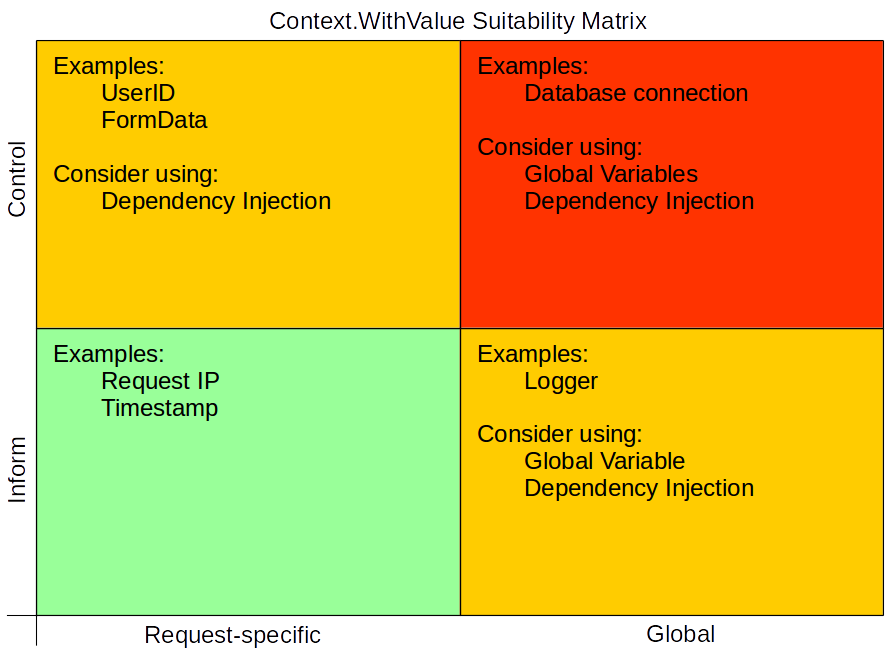 Context.WithValue Suitability Matrix
Control
Examples:
UserID
FormData
Consider using:
Dependency Injection
Examples:
Database connection
Consider using:
Global Variables
Dependency Injection
Inform
Examples:
Request IP
Timestamp
Examples:
Logger
Consider using:
Global Variable
Dependency Injection
Request-specific
Global